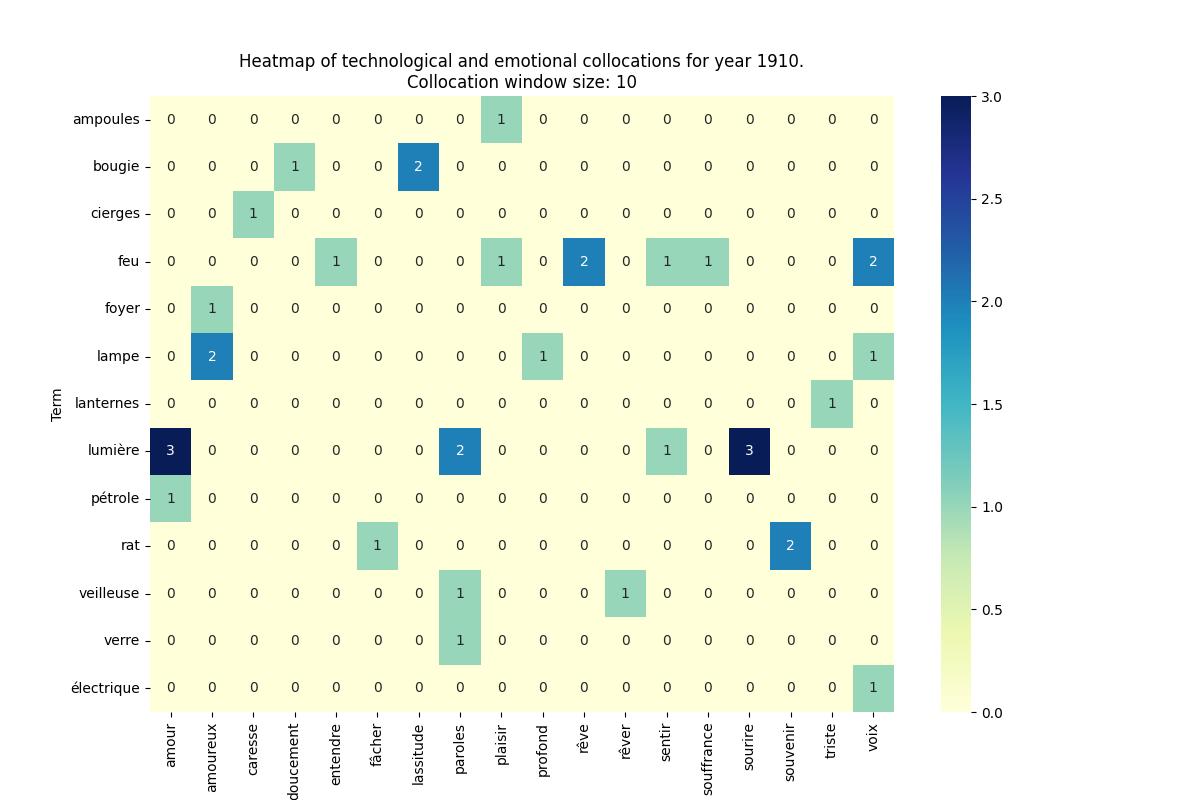 Heatmap of technological and emotional collocations for year 1910.
Collocation window size: 10
Term
ampoules 0 0 0 0 0 0 0 0 1 0 0 0 0 0 0 0 0 0
bougie 0 0 0 1 0 0 2 0 0 0 0 0 0 0 0 0 0 0
cierges 0 0 1 0 0 0 0 0 0 0 0 0 0 0 0 0 0 0
feu 0 0 0 0 1 0 0 0 1 0 2 0 1 1 0 0 0 2
foyer 0 1 0 0 0 0 0 0 0 0 0 0 0 0 0 0 0 0
lampe 0 2 0 0 0 0 0 0 0 1 0 0 0 0 0 0 0 1
lanternes 0 0 0 0 0 0 0 0 0 0 0 0 0 0 0 0 1 0
lumière 3 0 0 0 0 0 0 2 0 0 0 0 1 0 3 0 0 0
pétrole 1 0 0 0 0 0 0 0 0 0 0 0 0 0 0 0 0 0
rat 0 0 0 0 0 1 0 0 0 0 0 0 0 0 0 2 0 0
veilleuse 0 0 0 0 0 0 0 1 0 0 0 1 0 0 0 0 0 0
verre 0 0 0 0 0 0 0 1 0 0 0 0 0 0 0 0 0 0
électrique 0 0 0 0 0 0 0 0 0 0 0 0 0 0 0 0 0 1
amour amoureux caresse doucement entendre fâcher lassitude paroles plaisir profond rêve rêver sentir souffrance sourire souvenir triste voix
3.0
2.5
2.0
1.5
1.0
0.5
0.0